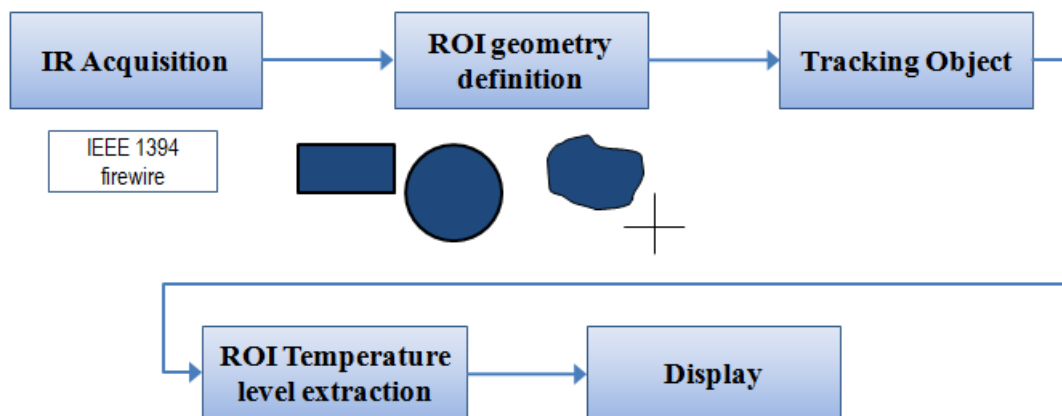 IR Acquisition
ROI geometry
definition
Tracking Object
IEEE 1394
firewire
ROI Temperature
level extraction
Display